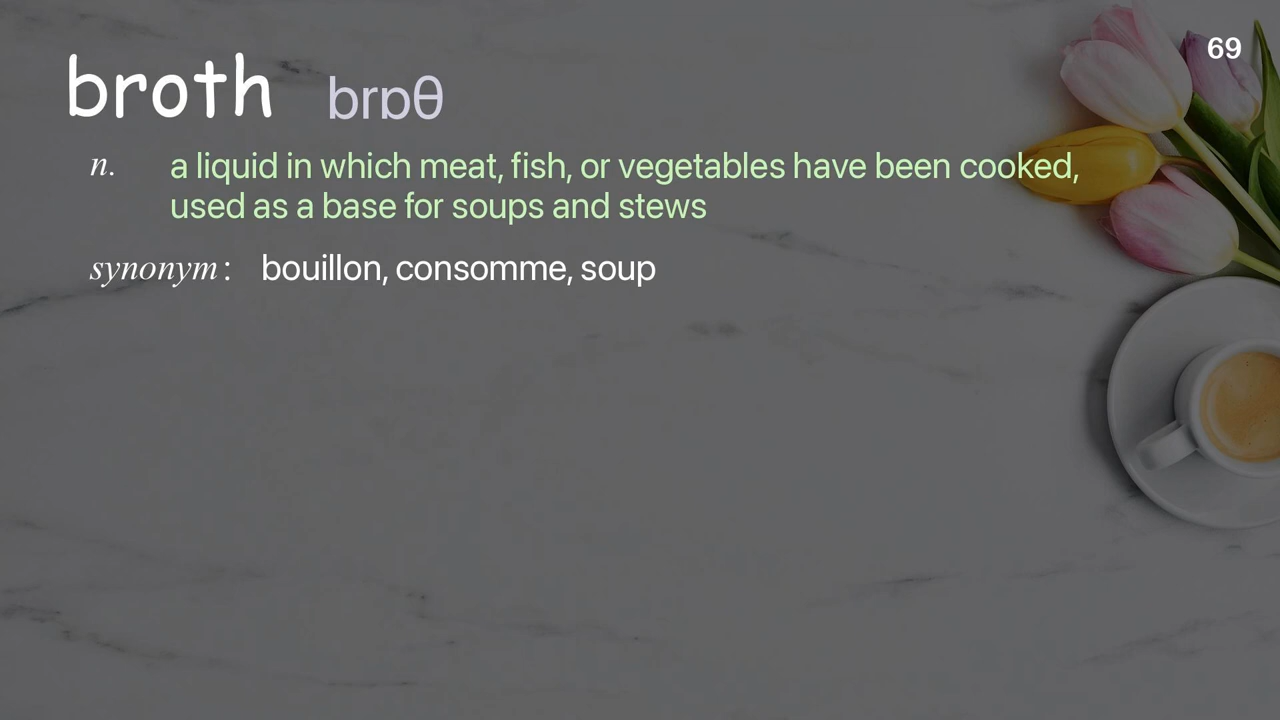 69
broth brpθ
n. a liquid in which meat, fish, or vegetables have been cooked,
used as a base for soups and stews
synonym: bouillon, consomme, soup